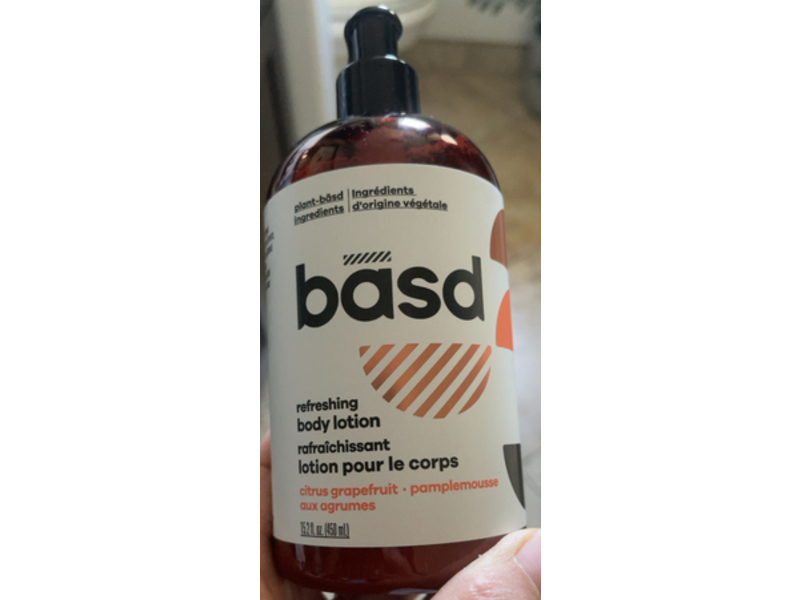 plant-bāsd
ingredients
Ingrédients
d'origine végétale
bāsd
refreshing
body lotion
rafraîchissant
lotion pour le corps
citrus grapefruit · pamplemousse
aux agrumes
15.2 fl. oz. (450 mL)